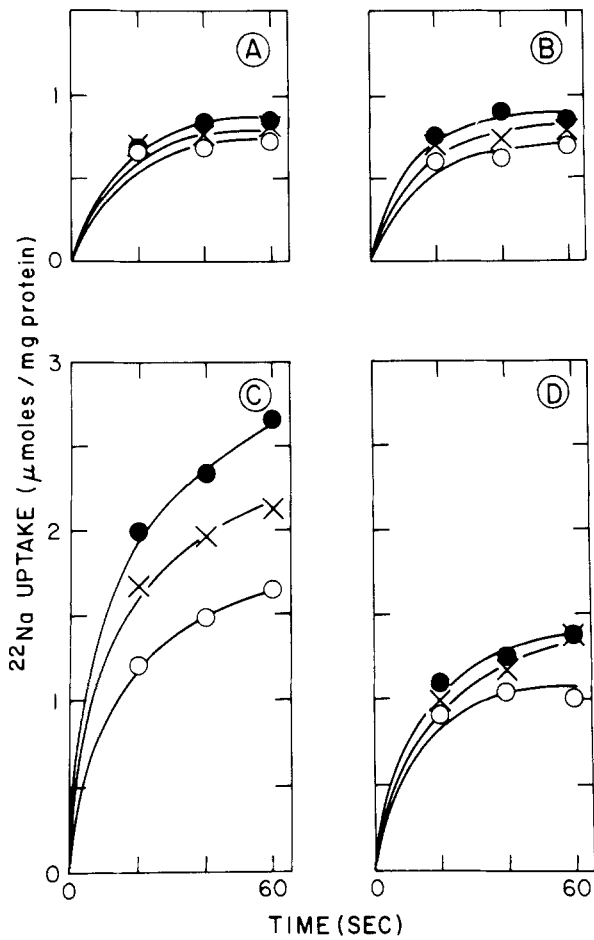 A
B
1
0
²²Na UPTAKE (μmoles / mg protein)
C
D
3
2
1
0
0 60
0 60
TIME (SEC)